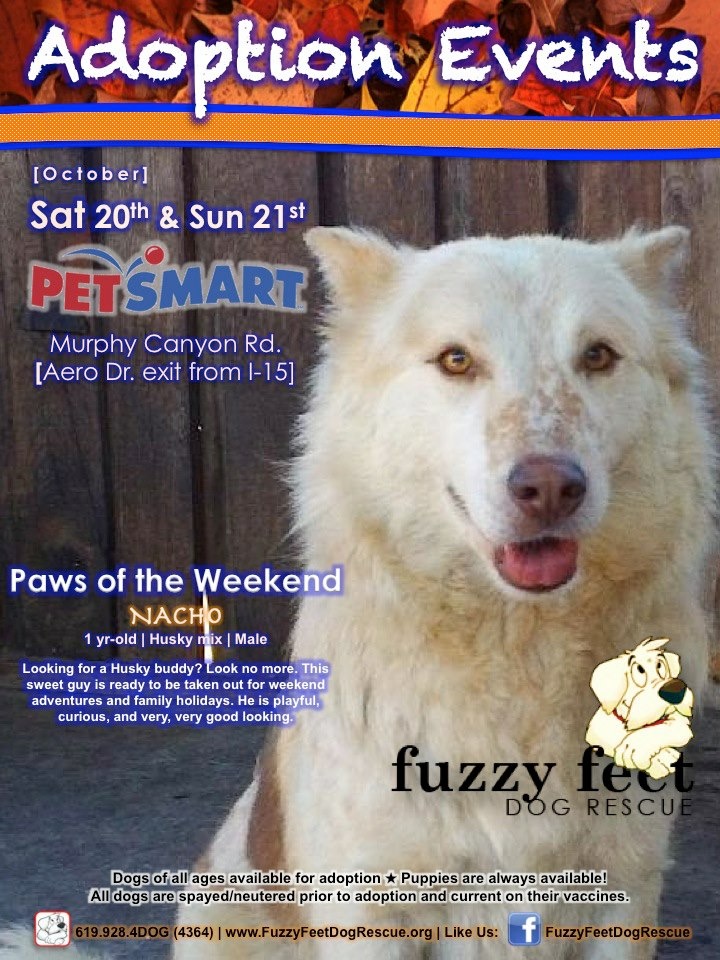 Adoption Events
[October]
Sat 20th & Sun 21st
PETSMART
Murphy Canyon Rd.
[Aero Dr. exit from I-15]
Paws of the Weekend
NACHO
1 yr-old | Husky mix | Male
Looking for a Husky buddy? Look no more. This
sweet guy is ready to be taken out for weekend
adventures and family holidays. He is playful,
curious, and very, very good looking.
fuzzy feet
DOG RESCUE
Dogs of all ages available for adoption ★ Puppies are always available!
All dogs are spayed/neutered prior to adoption and current on their vaccines.
619.928.4DOG (4364) | www.FuzzyFeetDogRescue.org | Like Us: f FuzzyFeetDogRescue